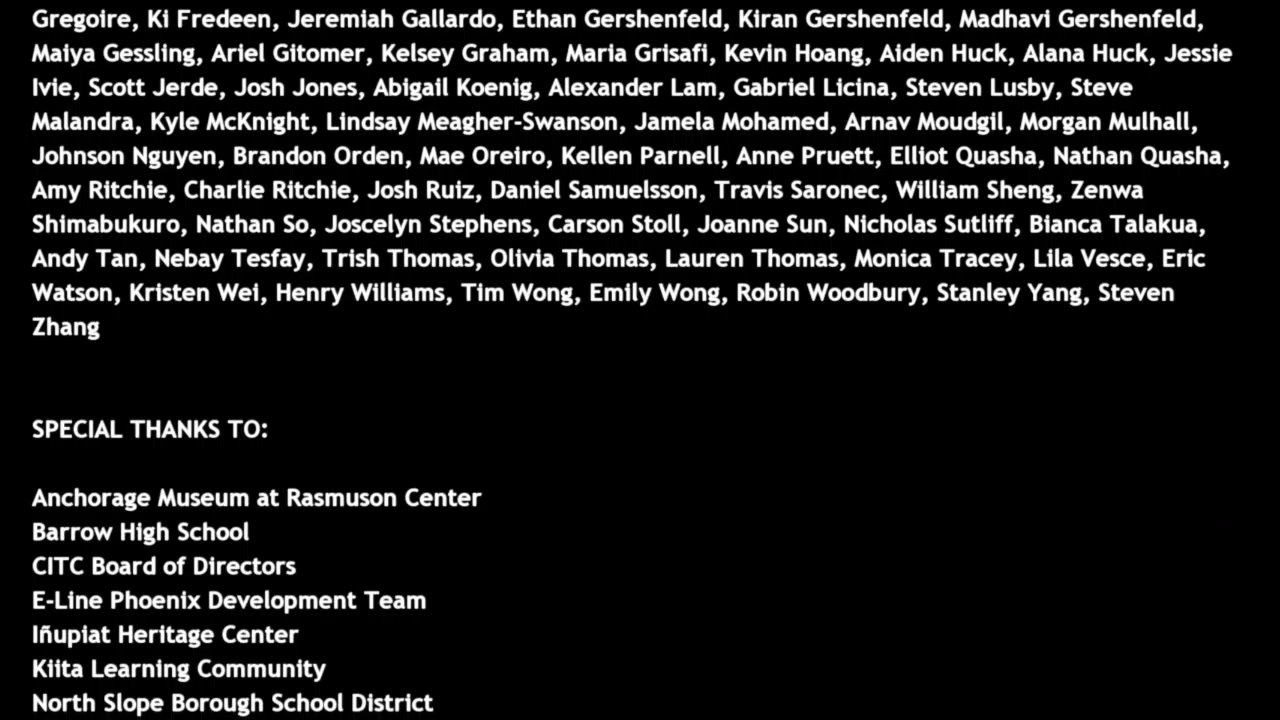 Gregoire, Ki Fredeen, Jeremiah Gallardo, Ethan Gershenfeld, Kiran Gershenfeld, Madhavi Gershenfeld,
Maiya Gessling, Ariel Gitomer, Kelsey Graham, Maria Grisafi, Kevin Hoang, Aiden Huck, Alana Huck, Jessie
Ivie, Scott Jerde, Josh Jones, Abigail Koenig, Alexander Lam, Gabriel Licina, Steven Lusby, Steve
Malandra, Kyle McKnight, Lindsay Meagher-Swanson, Jamela Mohamed, Arnav Moudgil, Morgan Mulhall,
Johnson Nguyen, Brandon Orden, Mae Oreiro, Kellen Parnell, Anne Pruett, Elliot Quasha, Nathan Quasha,
Amy Ritchie, Charlie Ritchie, Josh Ruiz, Daniel Samuelsson, Travis Saronec, William Sheng, Zenwa
Shimabukuro, Nathan So, Joscelyn Stephens, Carson Stoll, Joanne Sun, Nicholas Sutliff, Bianca Talakua,
Andy Tan, Nebay Tesfay, Trish Thomas, Olivia Thomas, Lauren Thomas, Monica Tracey, Lila Vesce, Eric
Watson, Kristen Wei, Henry Williams, Tim Wong, Emily Wong, Robin Woodbury, Stanley Yang, Steven
Zhang
SPECIAL THANKS TO:
Anchorage Museum at Rasmuson Center
Barrow High School
CITC Board of Directors
E-Line Phoenix Development Team
Iñupiat Heritage Center
Kiita Learning Community
North Slope Borough School District